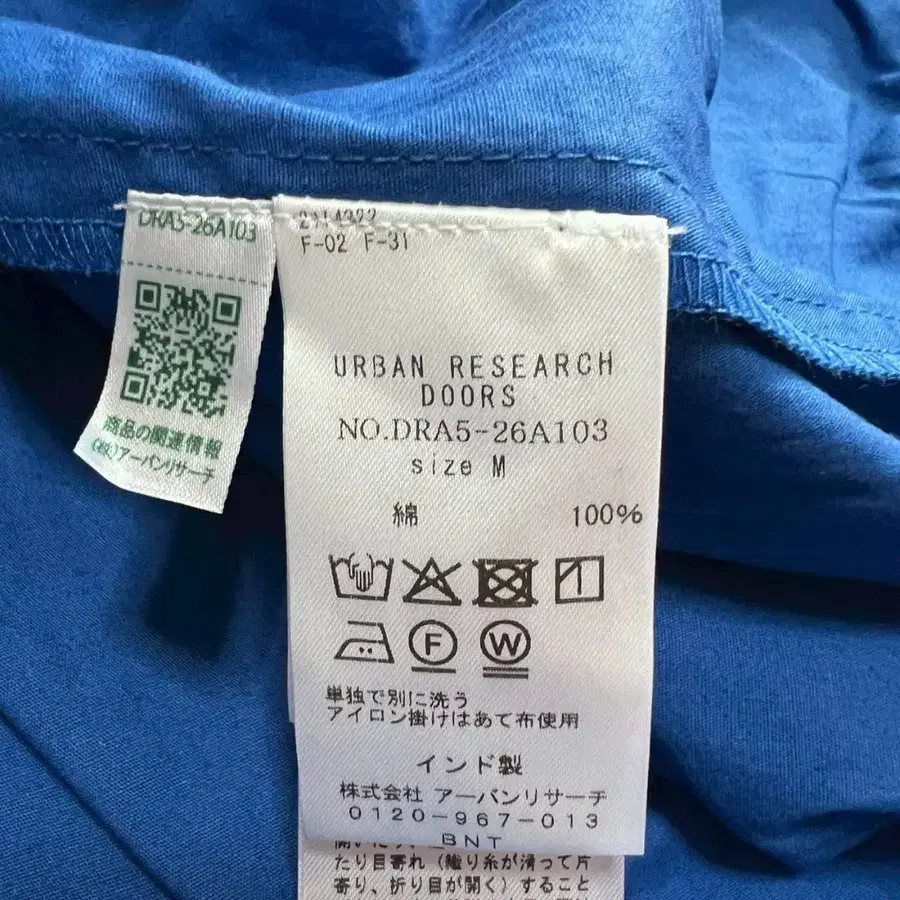 DRA5-26A103
商品の関連情報
(株)アーバンリサーチ
F-02 F-31
URBAN RESEARCH
DOORS
NO.DRA5-26A103
size M
綿 100%
F W
単独で別に洗う
アイロン掛けはあて布使用
インド製
株式会社 アーバンリサーチ
0120-967-013
BNT
たり目寄れ（縫り糸が滑って片
寄り、折り目が開く）すること